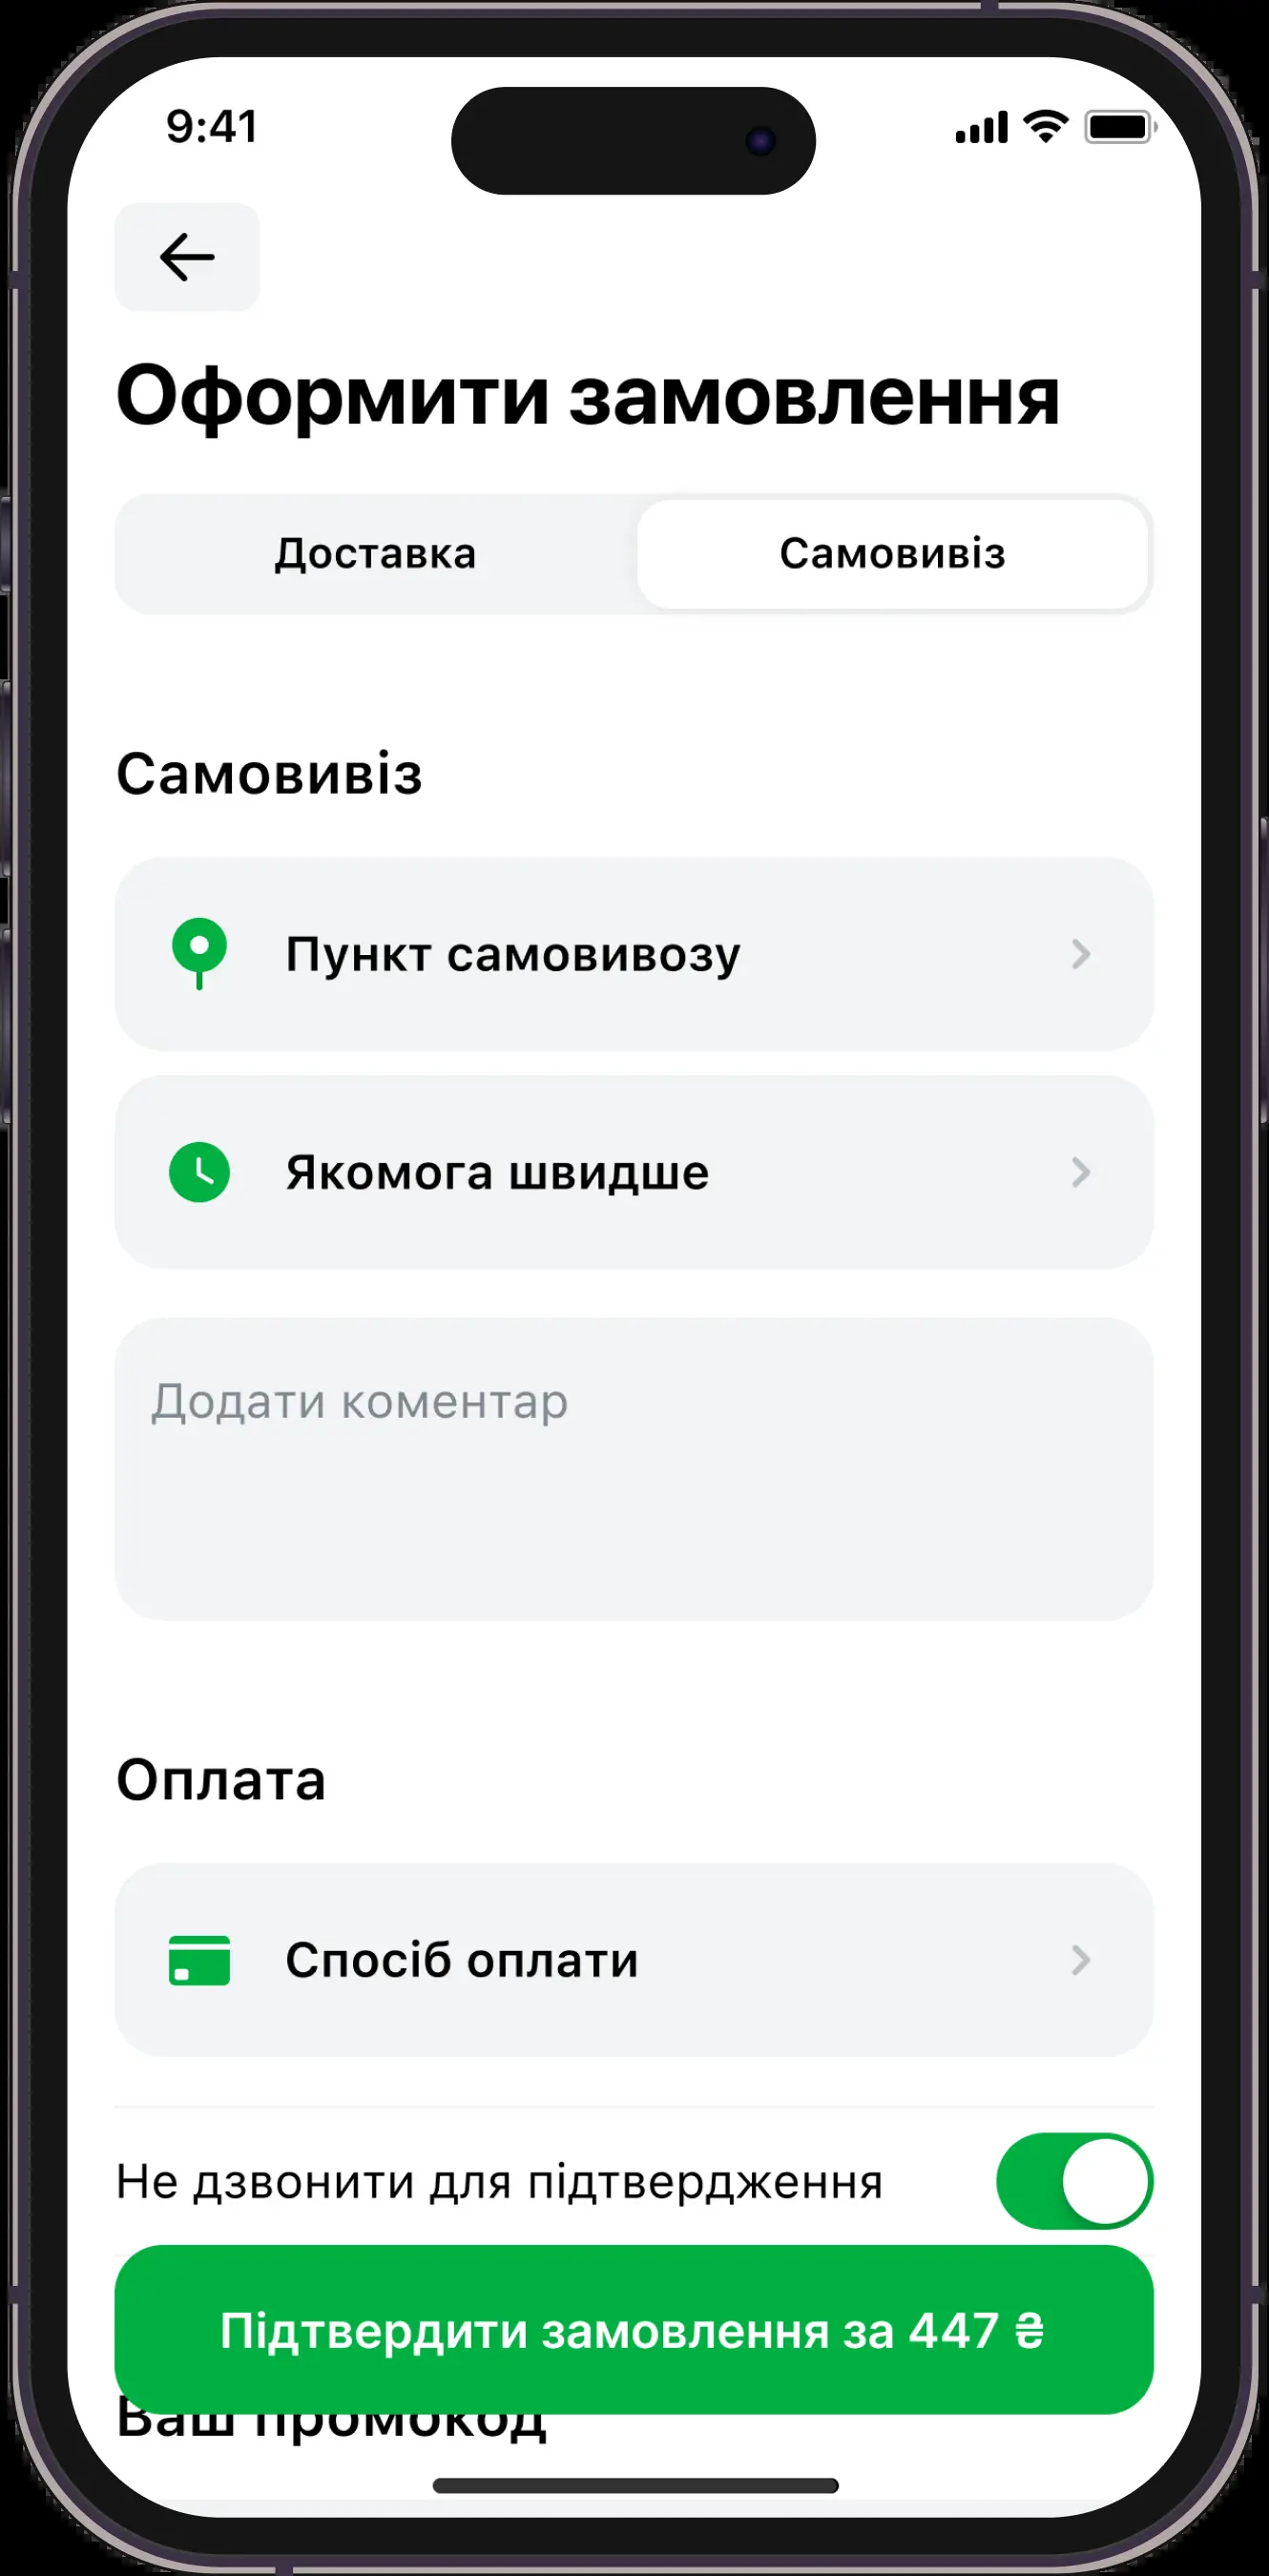 9:41
Оформити замовлення
Доставка
Самовивіз
Самовивіз
Пункт самовивозу
Якомога швидше
Додати коментар
Оплата
Спосіб оплати
Не дзвонити для підтвердження
Підтвердити замовлення за 447 ₴
Ваш промокод